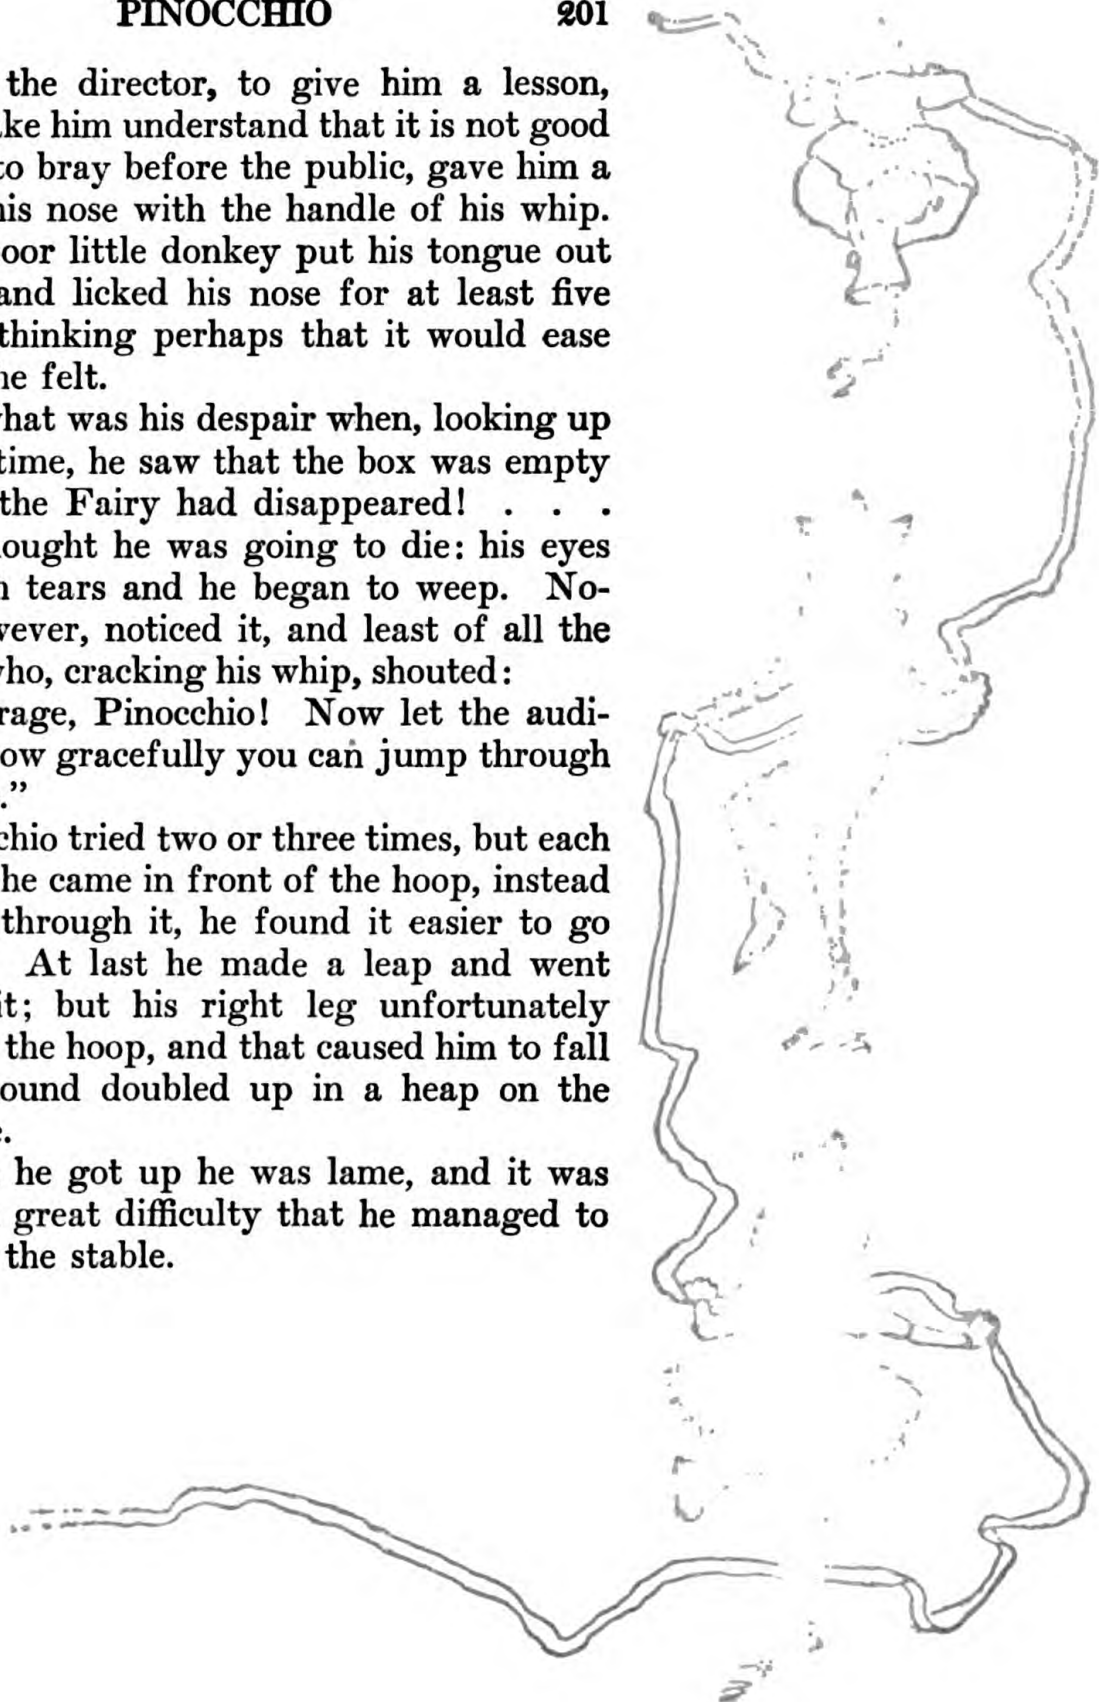 PINOCCHIO 201
the director, to give him a lesson,
ke him understand that it is not good
to bray before the public, gave him a
his nose with the handle of his whip.
oor little donkey put his tongue out
and licked his nose for at least five
thinking perhaps that it would ease
he felt.
hat was his despair when, looking up
time, he saw that the box was empty
the Fairy had disappeared! . . .
ought he was going to die: his eyes
tears and he began to weep. No-
ever, noticed it, and least of all the
who, cracking his whip, shouted:
rage, Pinocchio! Now let the audi-
ow gracefully you can jump through
."
chio tried two or three times, but each
he came in front of the hoop, instead
through it, he found it easier to go
At last he made a leap and went
it; but his right leg unfortunately
the hoop, and that caused him to fall
ound doubled up in a heap on the
.
he got up he was lame, and it was
great difficulty that he managed to
the stable.